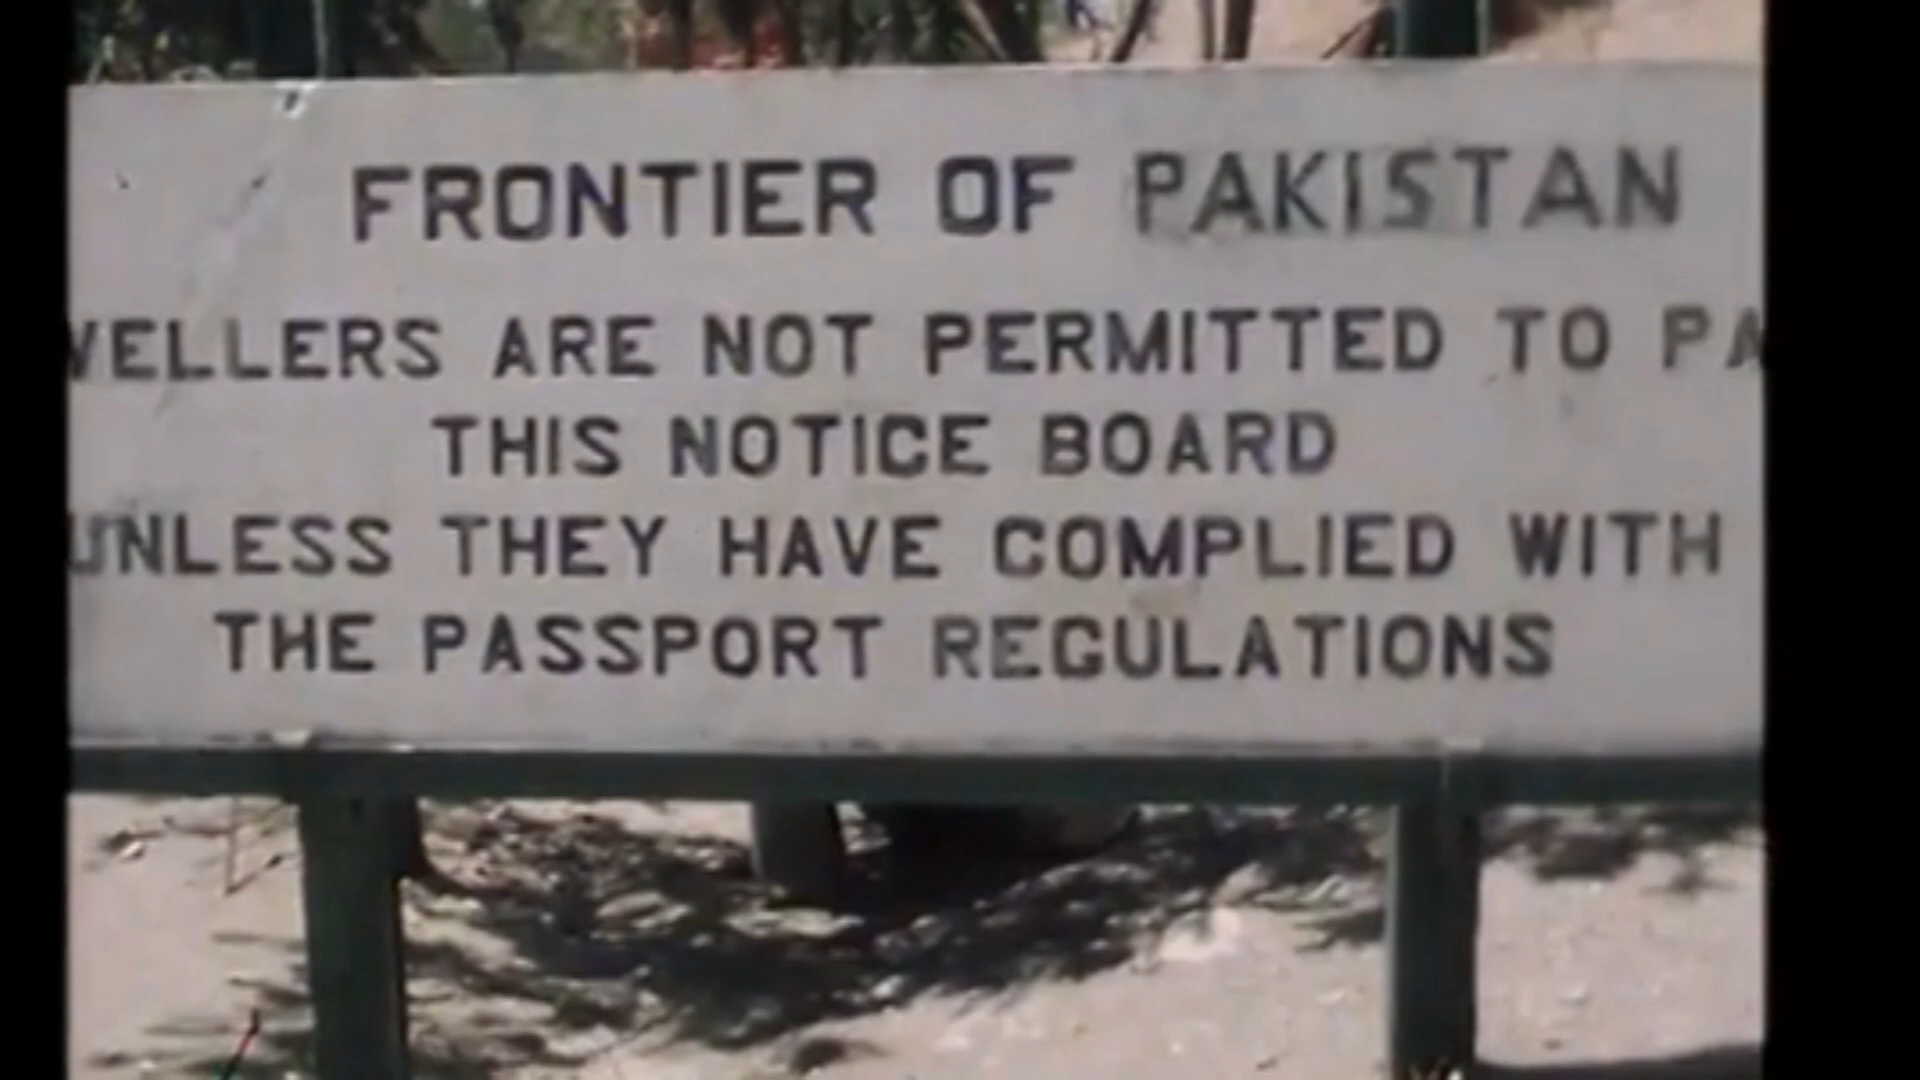 FRONTIER OF PAKISTAN
VELLERS ARE NOT PERMITTED TO PA
THIS NOTICE BOARD
UNLESS THEY HAVE COMPLIED WITH
THE PASSPORT REGULATIONS